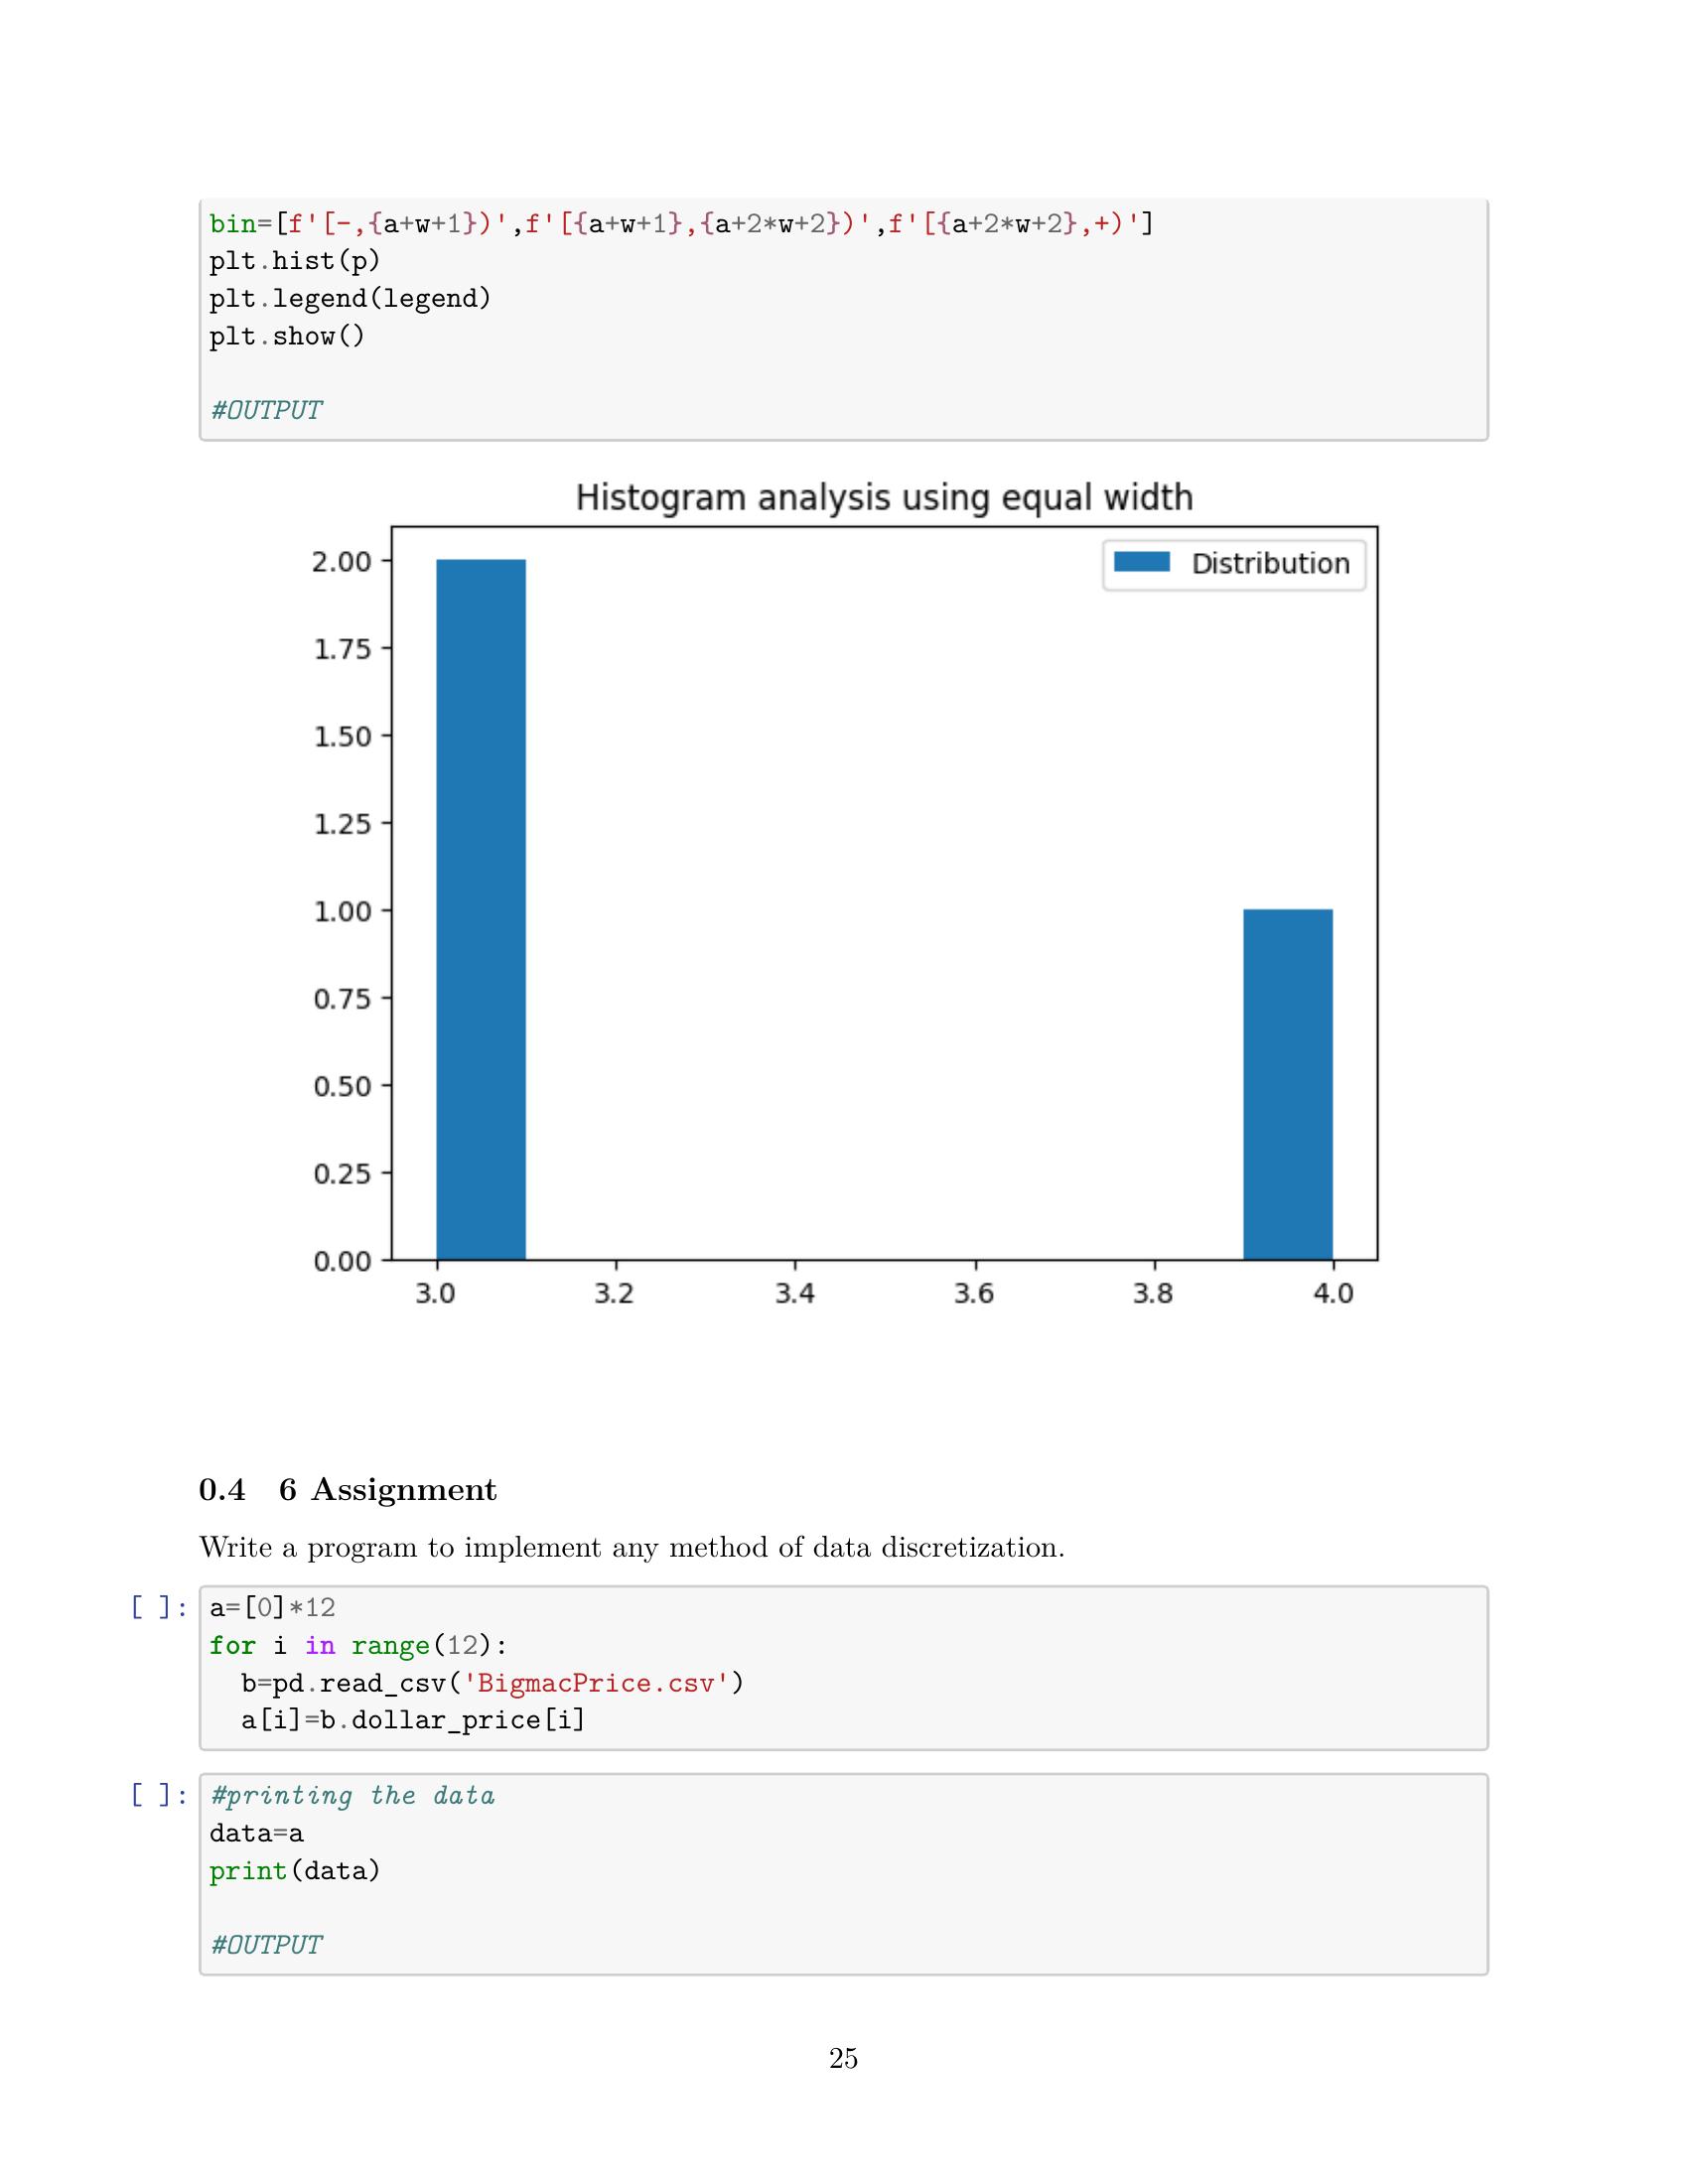 bin=[f'[-,{a+w+1})',f'[{a+w+1},{a+2*w+2})',f'[{a+2*w+2},+)']
plt.hist(p)
plt.legend(legend)
plt.show()
#OUTPUT
Histogram analysis using equal width
Distribution
2.00
1.75
1.50
1.25
1.00
0.75
0.50
0.25
0.00
3.0 3.2 3.4 3.6 3.8 4.0
0.4 6 Assignment
Write a program to implement any method of data discretization.
[ ]: a=[0]*12
for i in range(12):
  b=pd.read_csv('BigmacPrice.csv')
  a[i]=b.dollar_price[i]
[ ]: #printing the data
data=a
print(data)
#OUTPUT
25